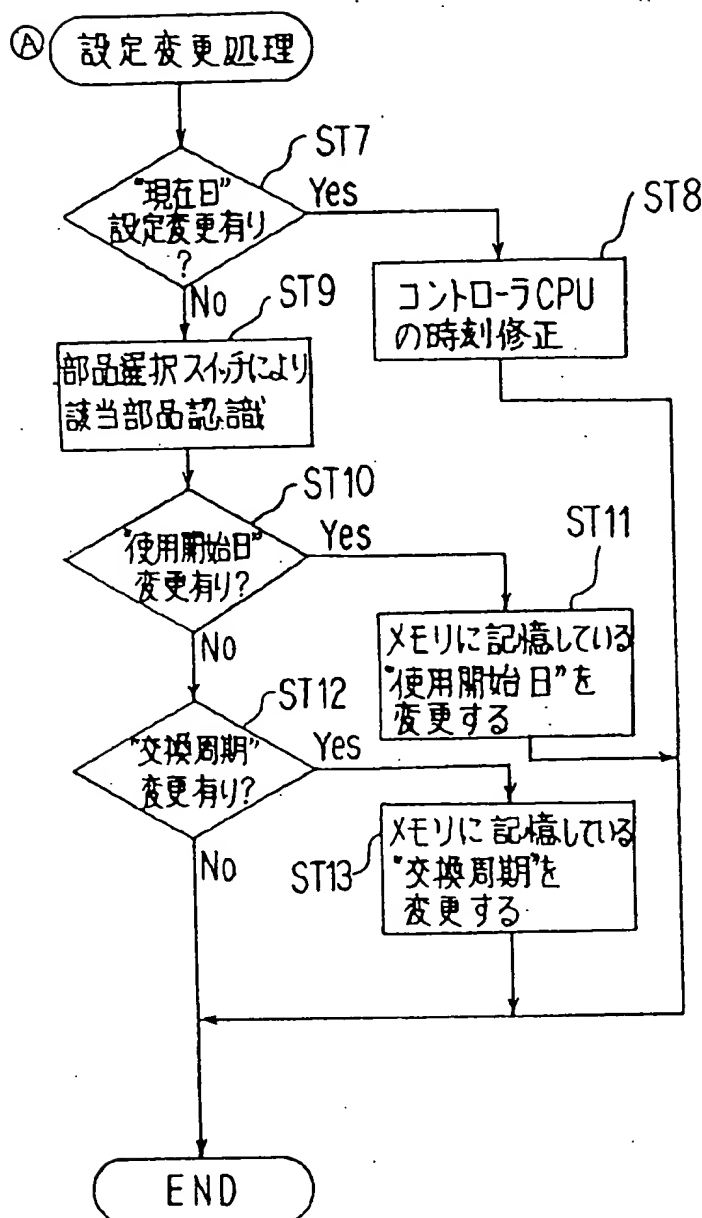 Ⓐ 設定変更処理
ST7
"現在日"
設定変更有り
?
Yes
ST8
コントローラCPU
の時刻修正
No
ST9
部品選択スイッチにより
該当部品認識
ST10
"使用開始日"
変更有り?
Yes
ST11
メモリに記憶している
"使用開始日"を
変更する
No
ST12
"交換周期"
変更有り?
Yes
ST13
メモリに記憶している
"交換周期"を
変更する
No
END